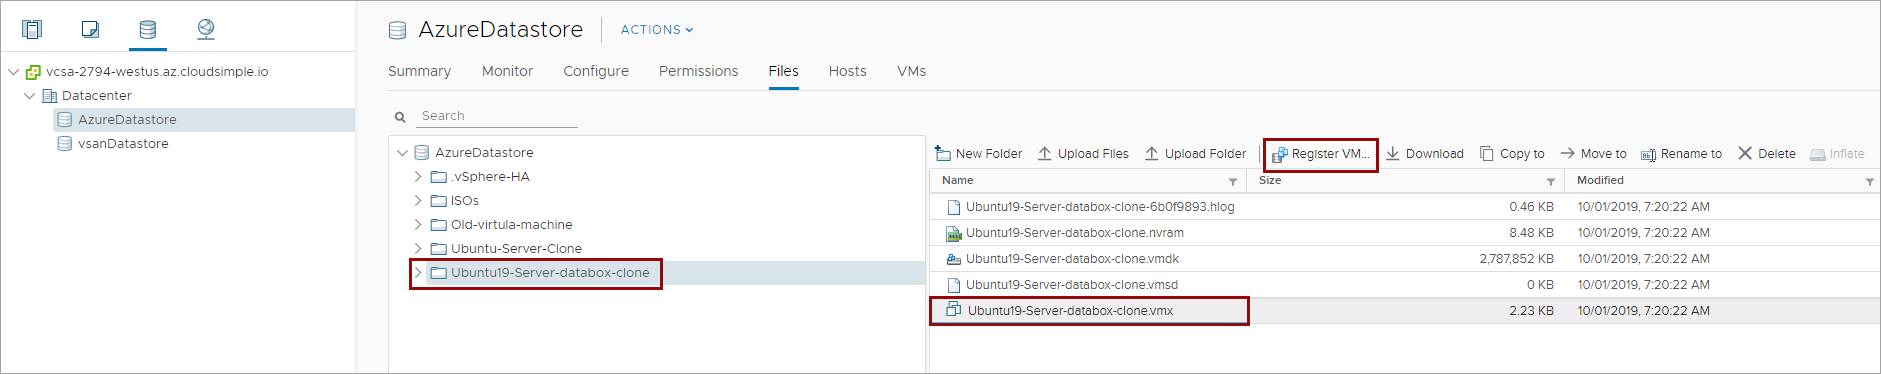 AzureDatastore
ACTIONS
vcsa-2794-westus.az.cloudsimple.io
Datacenter
AzureDatastore
vsanDatastore
Summary Monitor Configure Permissions Files Hosts VMs
Search
AzureDatastore
.vSphere-HA
ISOs
Old-virtula-machine
Ubuntu-Server-Clone
Ubuntu19-Server-databox-clone
New Folder Upload Files Upload Folder Register VM... Download Copy to Move to Rename to Delete Inflate
Name Size Modified
Ubuntu19-Server-databox-clone-6b0f9893.hlog 0.46 KB 10/01/2019, 7:20:22 AM
Ubuntu19-Server-databox-clone.nvram 8.48 KB 10/01/2019, 7:20:22 AM
Ubuntu19-Server-databox-clone.vmdk 2,787,852 KB 10/01/2019, 7:20:22 AM
Ubuntu19-Server-databox-clone.vmsd 0 KB 10/01/2019, 7:20:22 AM
Ubuntu19-Server-databox-clone.vmx 2.23 KB 10/01/2019, 7:20:22 AM